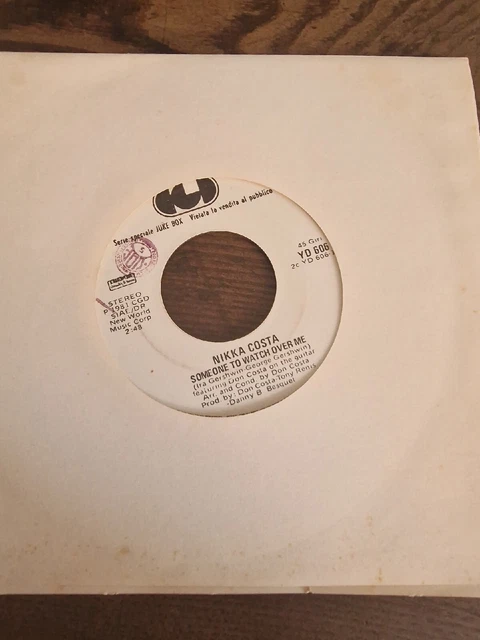 CGD
Serie speciale JUKE BOX Vietata la vendita al pubblico
45 Giri
YD 606
2c YD 606-
STEREO
P 1981 CGD
SIAE/DP
New World
Music Corp
2:48
NIKKA COSTA
SOMEONE TO WATCH OVER ME
(Ira Gershwin-George Gershwin)
featuring Don Costa on the guitar
Arr. and Cond. by Don Costa
Prod. by: Don Costa-Tony Renis
-Danny B. Besquet